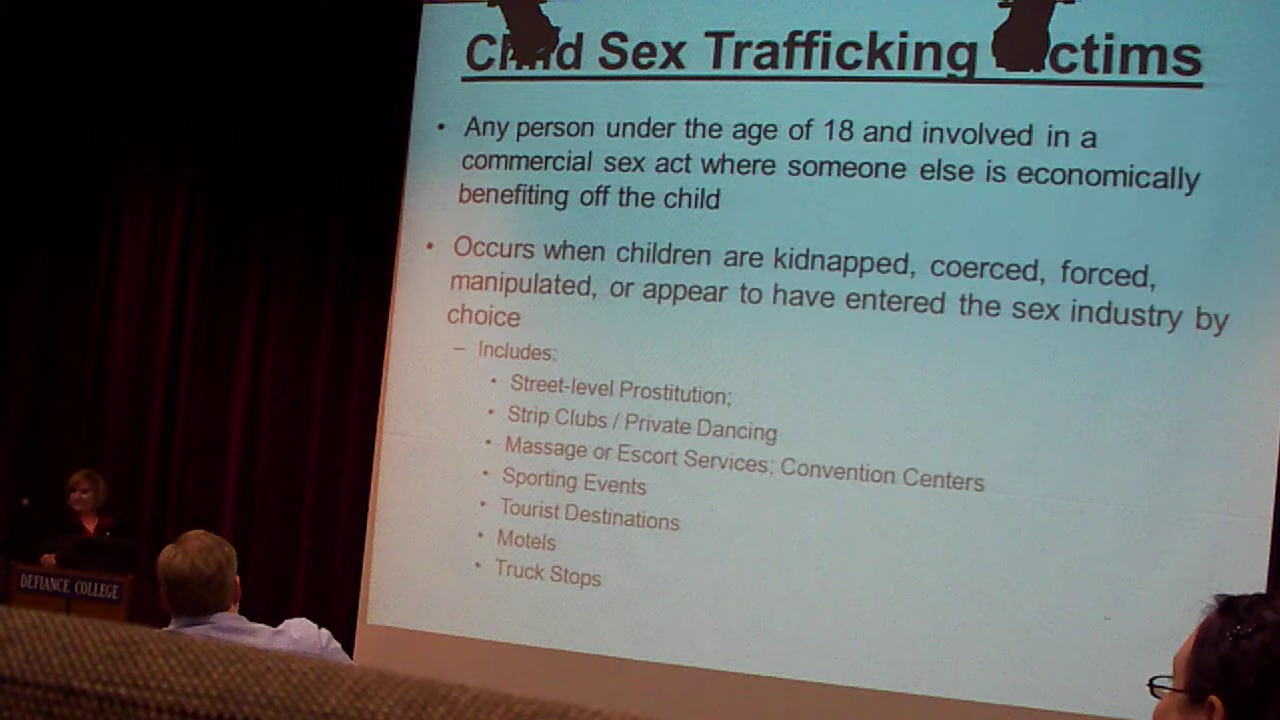 Child Sex Trafficking Victims
• Any person under the age of 18 and involved in a
commercial sex act where someone else is economically
benefiting off the child
• Occurs when children are kidnapped, coerced, forced,
manipulated, or appear to have entered the sex industry by
choice
– Includes:
• Street-level Prostitution;
• Strip Clubs / Private Dancing
• Massage or Escort Services; Convention Centers
• Sporting Events
• Tourist Destinations
• Motels
• Truck Stops
DEFIANCE COLLEGE